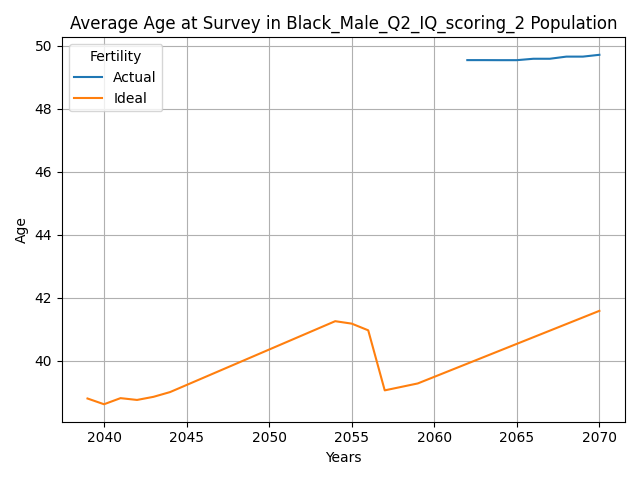 Average Age at Survey in Black_Male_Q2_IQ_scoring_2 Population
Fertility
Actual
Ideal
50
48
46
44
42
40
Age
2040 2045 2050 2055 2060 2065 2070
Years